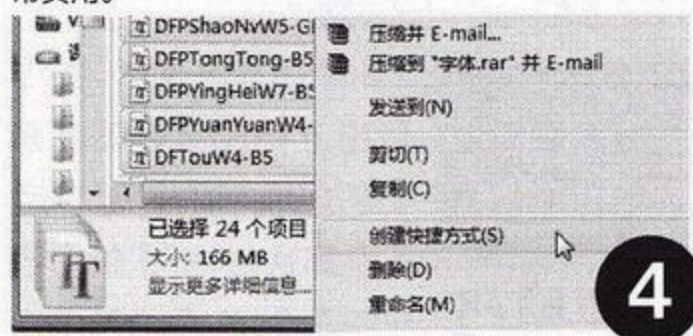 DFPShaoNvW5-G
DFPTongTong-B5
DFPYingHeiW7-B5
DFPYuanYuanW4-
DFTouW4-B5
已选择 24 个项目
大小: 166 MB
显示更多详细信息...
压缩并 E-mail...
压缩到 "字体.rar" 并 E-mail
发送到(N)
剪切(T)
复制(C)
创建快捷方式(S)
删除(D)
重命名(M)
4